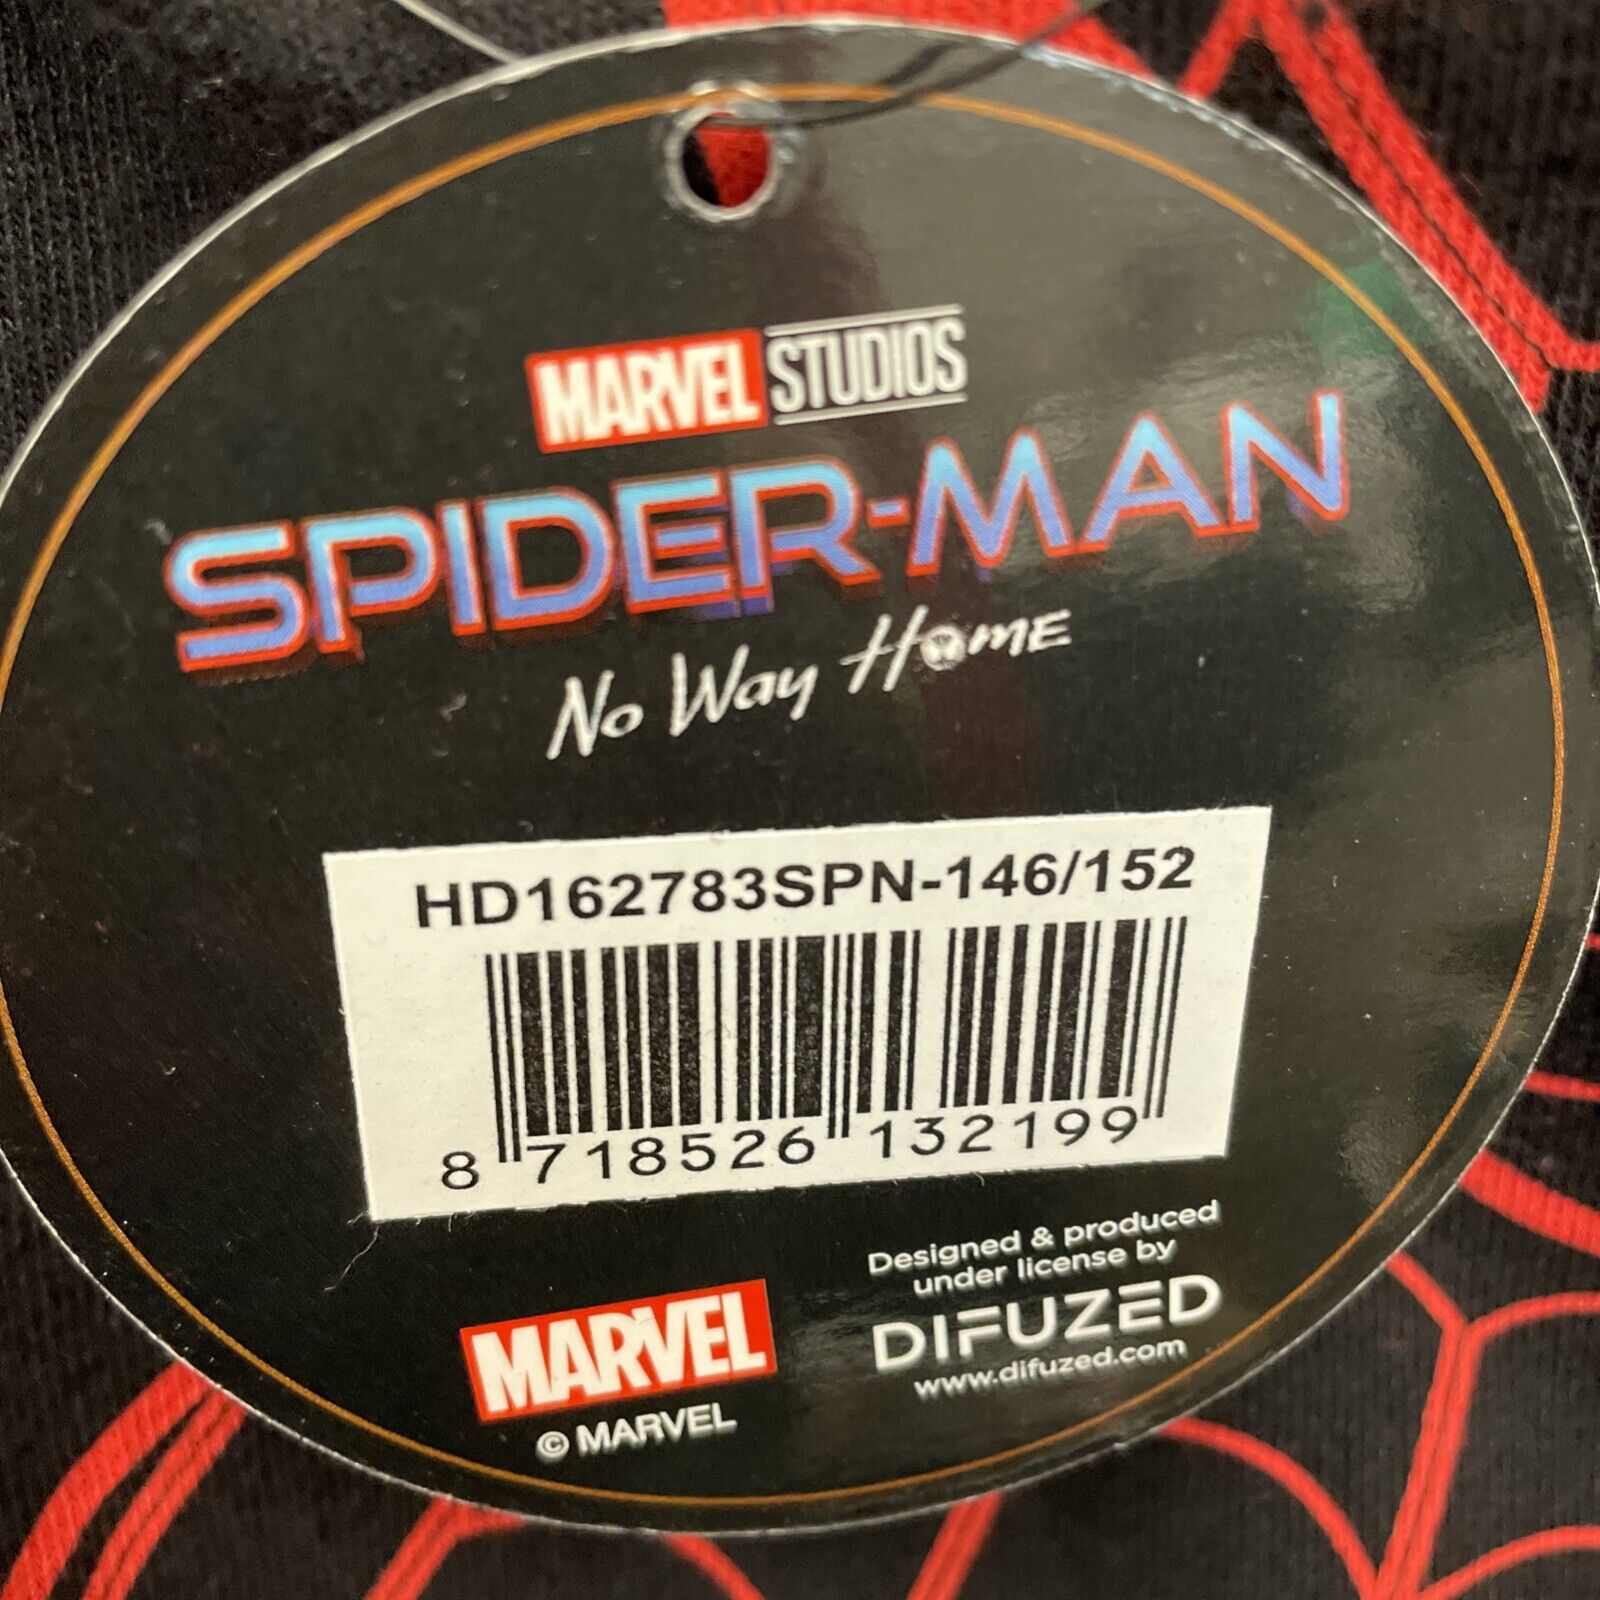 MARVEL STUDIOS
SPIDER-MAN
No Way HOME
HD162783SPN-146/152
8 718526 132199
Designed & produced
under license by
DIFUZED
www.difuzed.com
MARVEL
© MARVEL